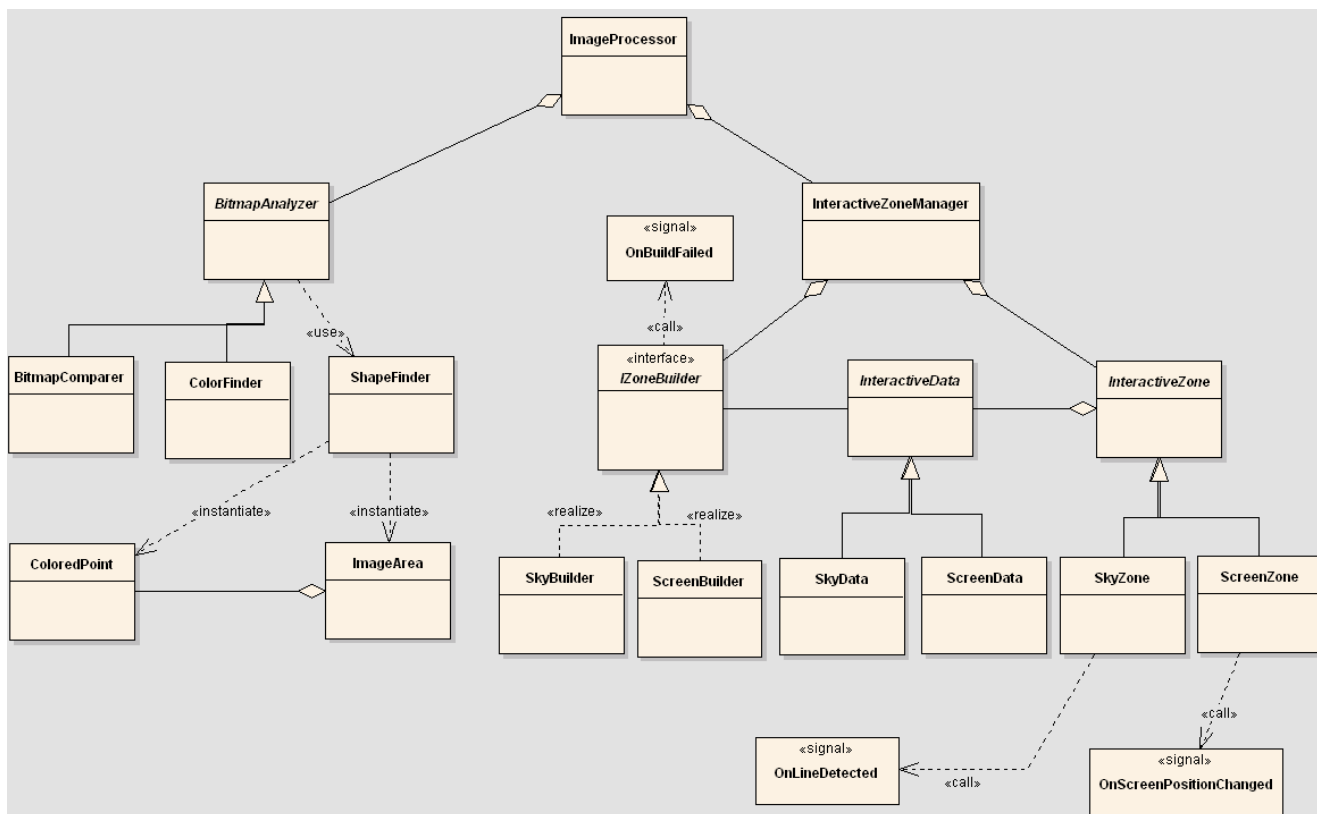 ImageProcessor
BitmapAnalyzer
InteractiveZoneManager
«signal»
OnBuildFailed
«use»
«call»
BitmapComparer
ColorFinder
ShapeFinder
«interface»
IZoneBuilder
InteractiveData
InteractiveZone
«instantiate»
«instantiate»
«realize»
«realize»
ColoredPoint
ImageArea
SkyBuilder
ScreenBuilder
SkyData
ScreenData
SkyZone
ScreenZone
«call»
«signal»
OnLineDetected
«call»
«signal»
OnScreenPositionChanged